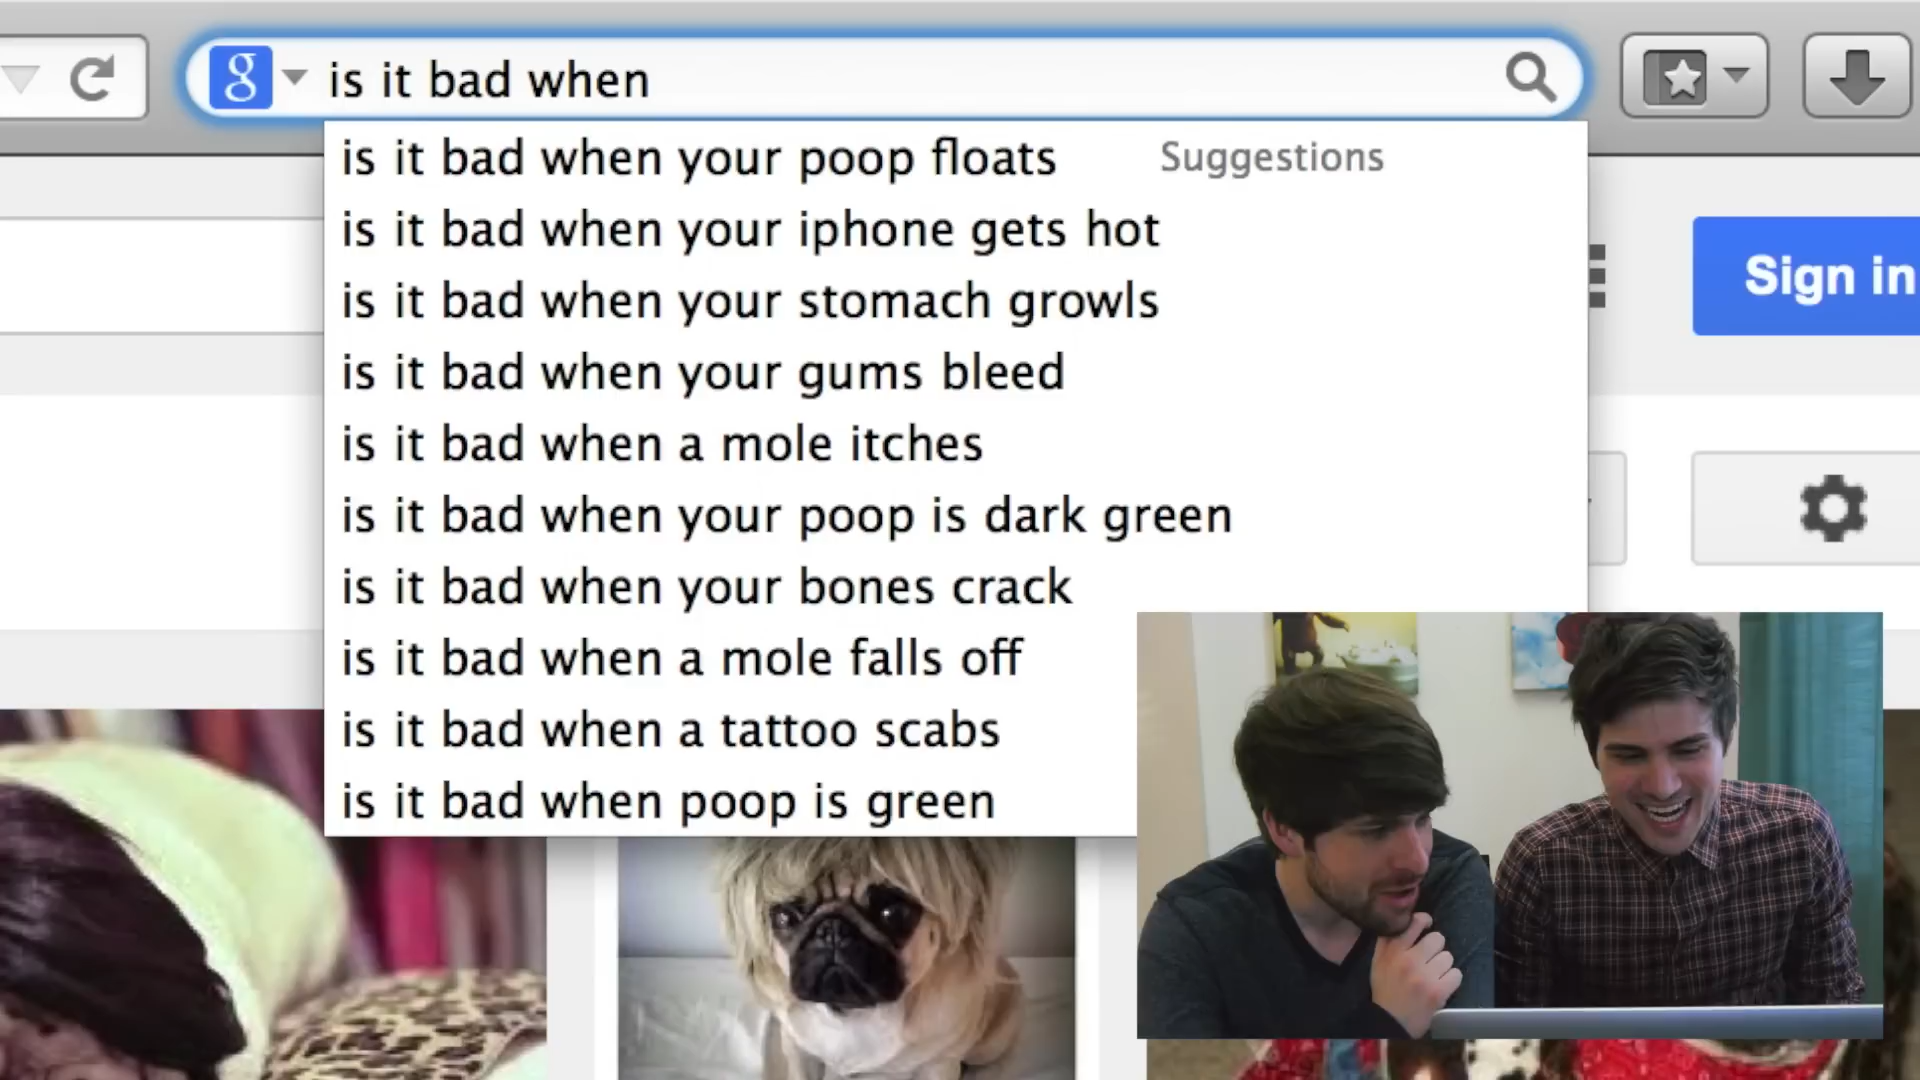 g is it bad when
is it bad when your poop floats Suggestions
is it bad when your iphone gets hot
is it bad when your stomach growls
Sign in
is it bad when your gums bleed
is it bad when a mole itches
is it bad when your poop is dark green
is it bad when your bones crack
is it bad when a mole falls off
is it bad when a tattoo scabs
is it bad when poop is green